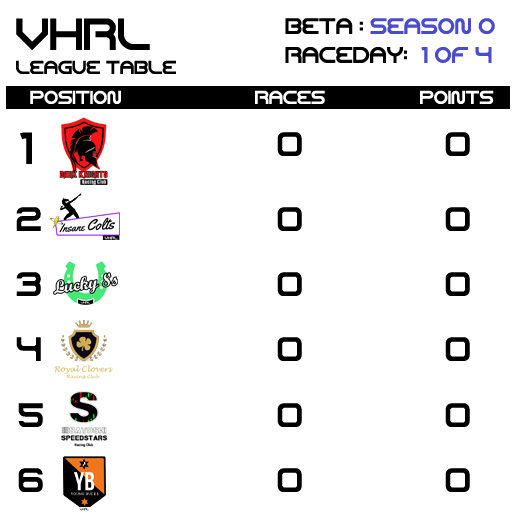 VHRL
LEAGUE TABLE
BETA : SEASON 0
RACEDAY: 1 OF 4
POSITION RACES POINTS
1 DARK KNIGHTS Racing Club 0 0
2 Insane Colts VHRL 0 0
3 Lucky 8s VHRL 0 0
4 Royal Clovers Racing Club 0 0
5 S SATOSHI SPEEDSTARS Racing Club 0 0
6 YB YOUNG BUCKS VHRL 0 0